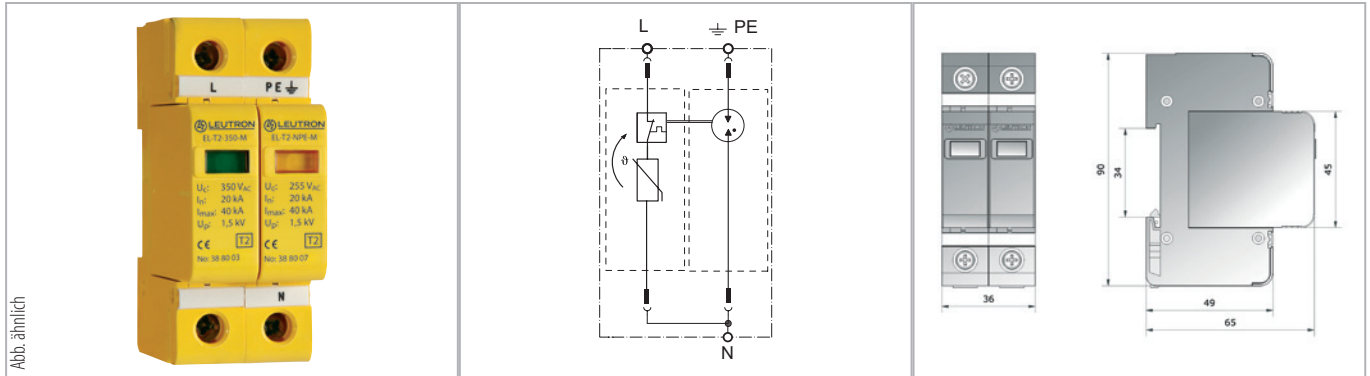 Abb. ähnlich
L
PE
LEUTRON
EL-T2-350-M
Uc: 350 VAC
In: 20 kA
Imax: 40 kA
Up: 1,5 kV
CE T2
No: 38 80 03
LEUTRON
EL-T2-NPE-M
Uc: 255 VAC
In: 20 kA
Imax: 40 kA
Up: 1,5 kV
CE T2
No: 38 80 07
N
L
PE
ϑ
N
36
90
34
45
49
65